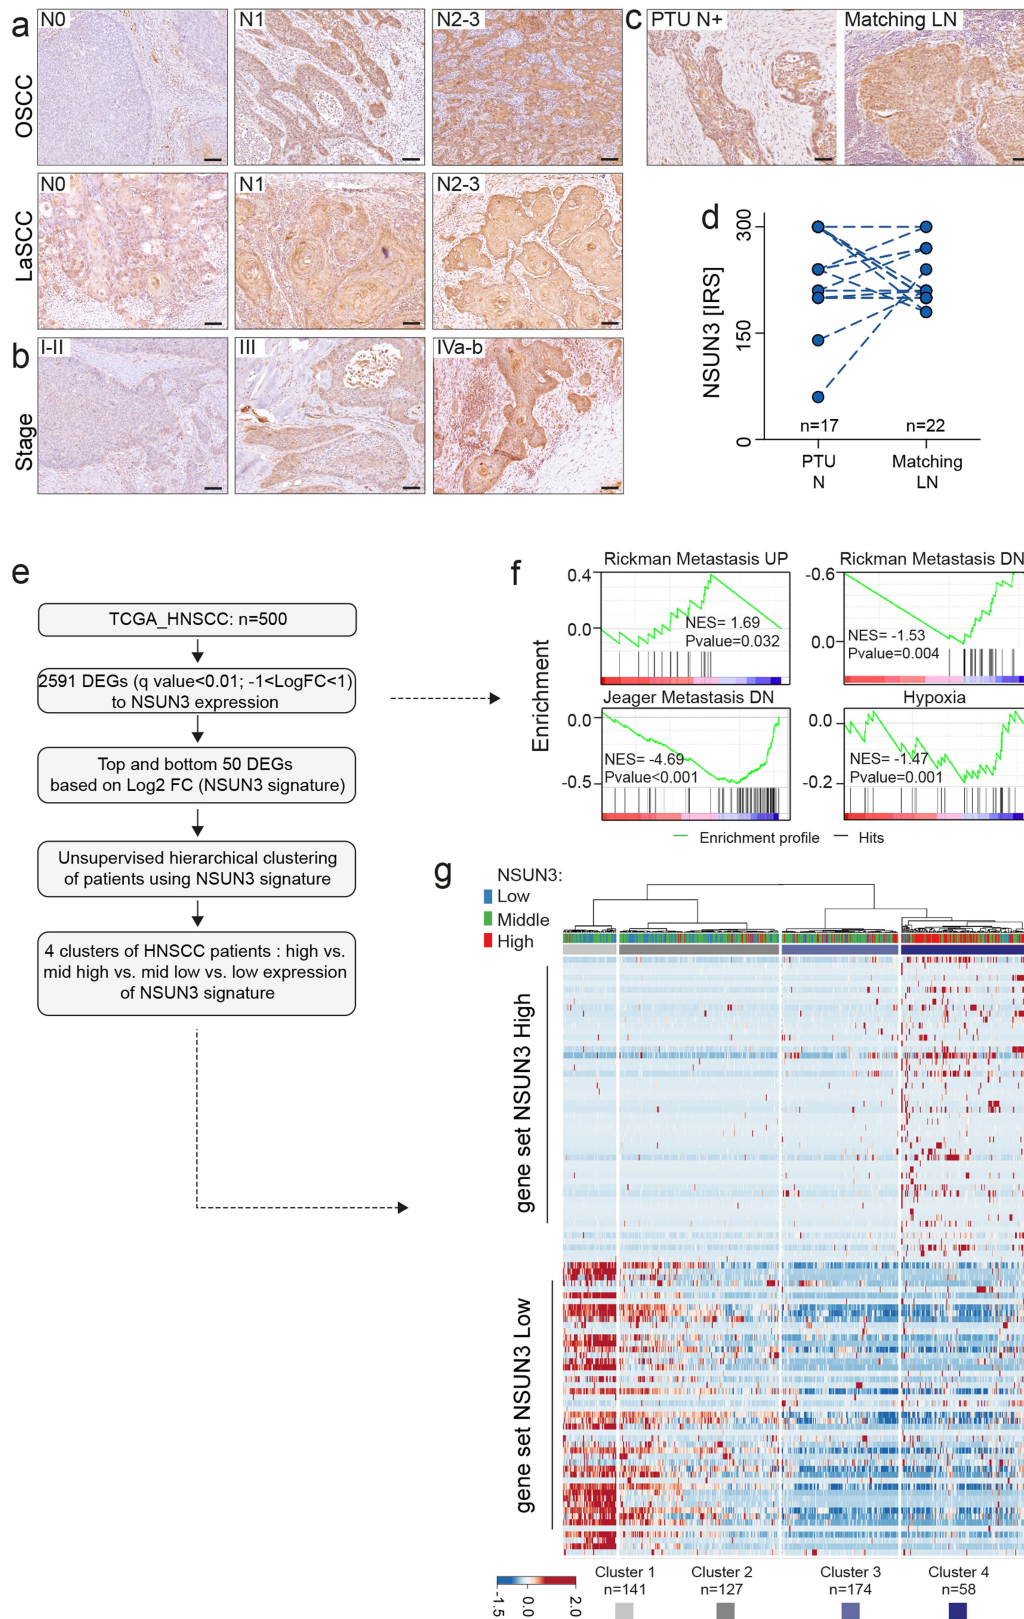 a
N0
N1
N2-3
OSCC
N0
N1
N2-3
LaSCC
b
I-II
III
IVa-b
Stage
c
PTU N+
Matching LN
d
NSUN3 [IRS]
300
150
0
n=17
n=22
PTU
N
Matching
LN
e
TCGA_HNSCC: n=500
2591 DEGs (q value<0.01; -1<LogFC<1)
to NSUN3 expression
Top and bottom 50 DEGs
based on Log2 FC (NSUN3 signature)
Unsupervised hierarchical clustering
of patients using NSUN3 signature
4 clusters of HNSCC patients : high vs.
mid high vs. mid low vs. low expression
of NSUN3 signature
f
Enrichment
Rickman Metastasis UP
0.4
0.0
NES= 1.69
Pvalue=0.032
Rickman Metastasis DN
-0.6
0.0
NES= -1.53
Pvalue=0.004
Jeager Metastasis DN
0.0
-0.5
NES= -4.69
Pvalue<0.001
Hypoxia
0.0
-0.2
NES= -1.47
Pvalue=0.001
Enrichment profile
Hits
g
NSUN3:
Low
Middle
High
gene set NSUN3 High
gene set NSUN3 Low
-1.5
0.0
2.0
Cluster 1
n=141
Cluster 2
n=127
Cluster 3
n=174
Cluster 4
n=58